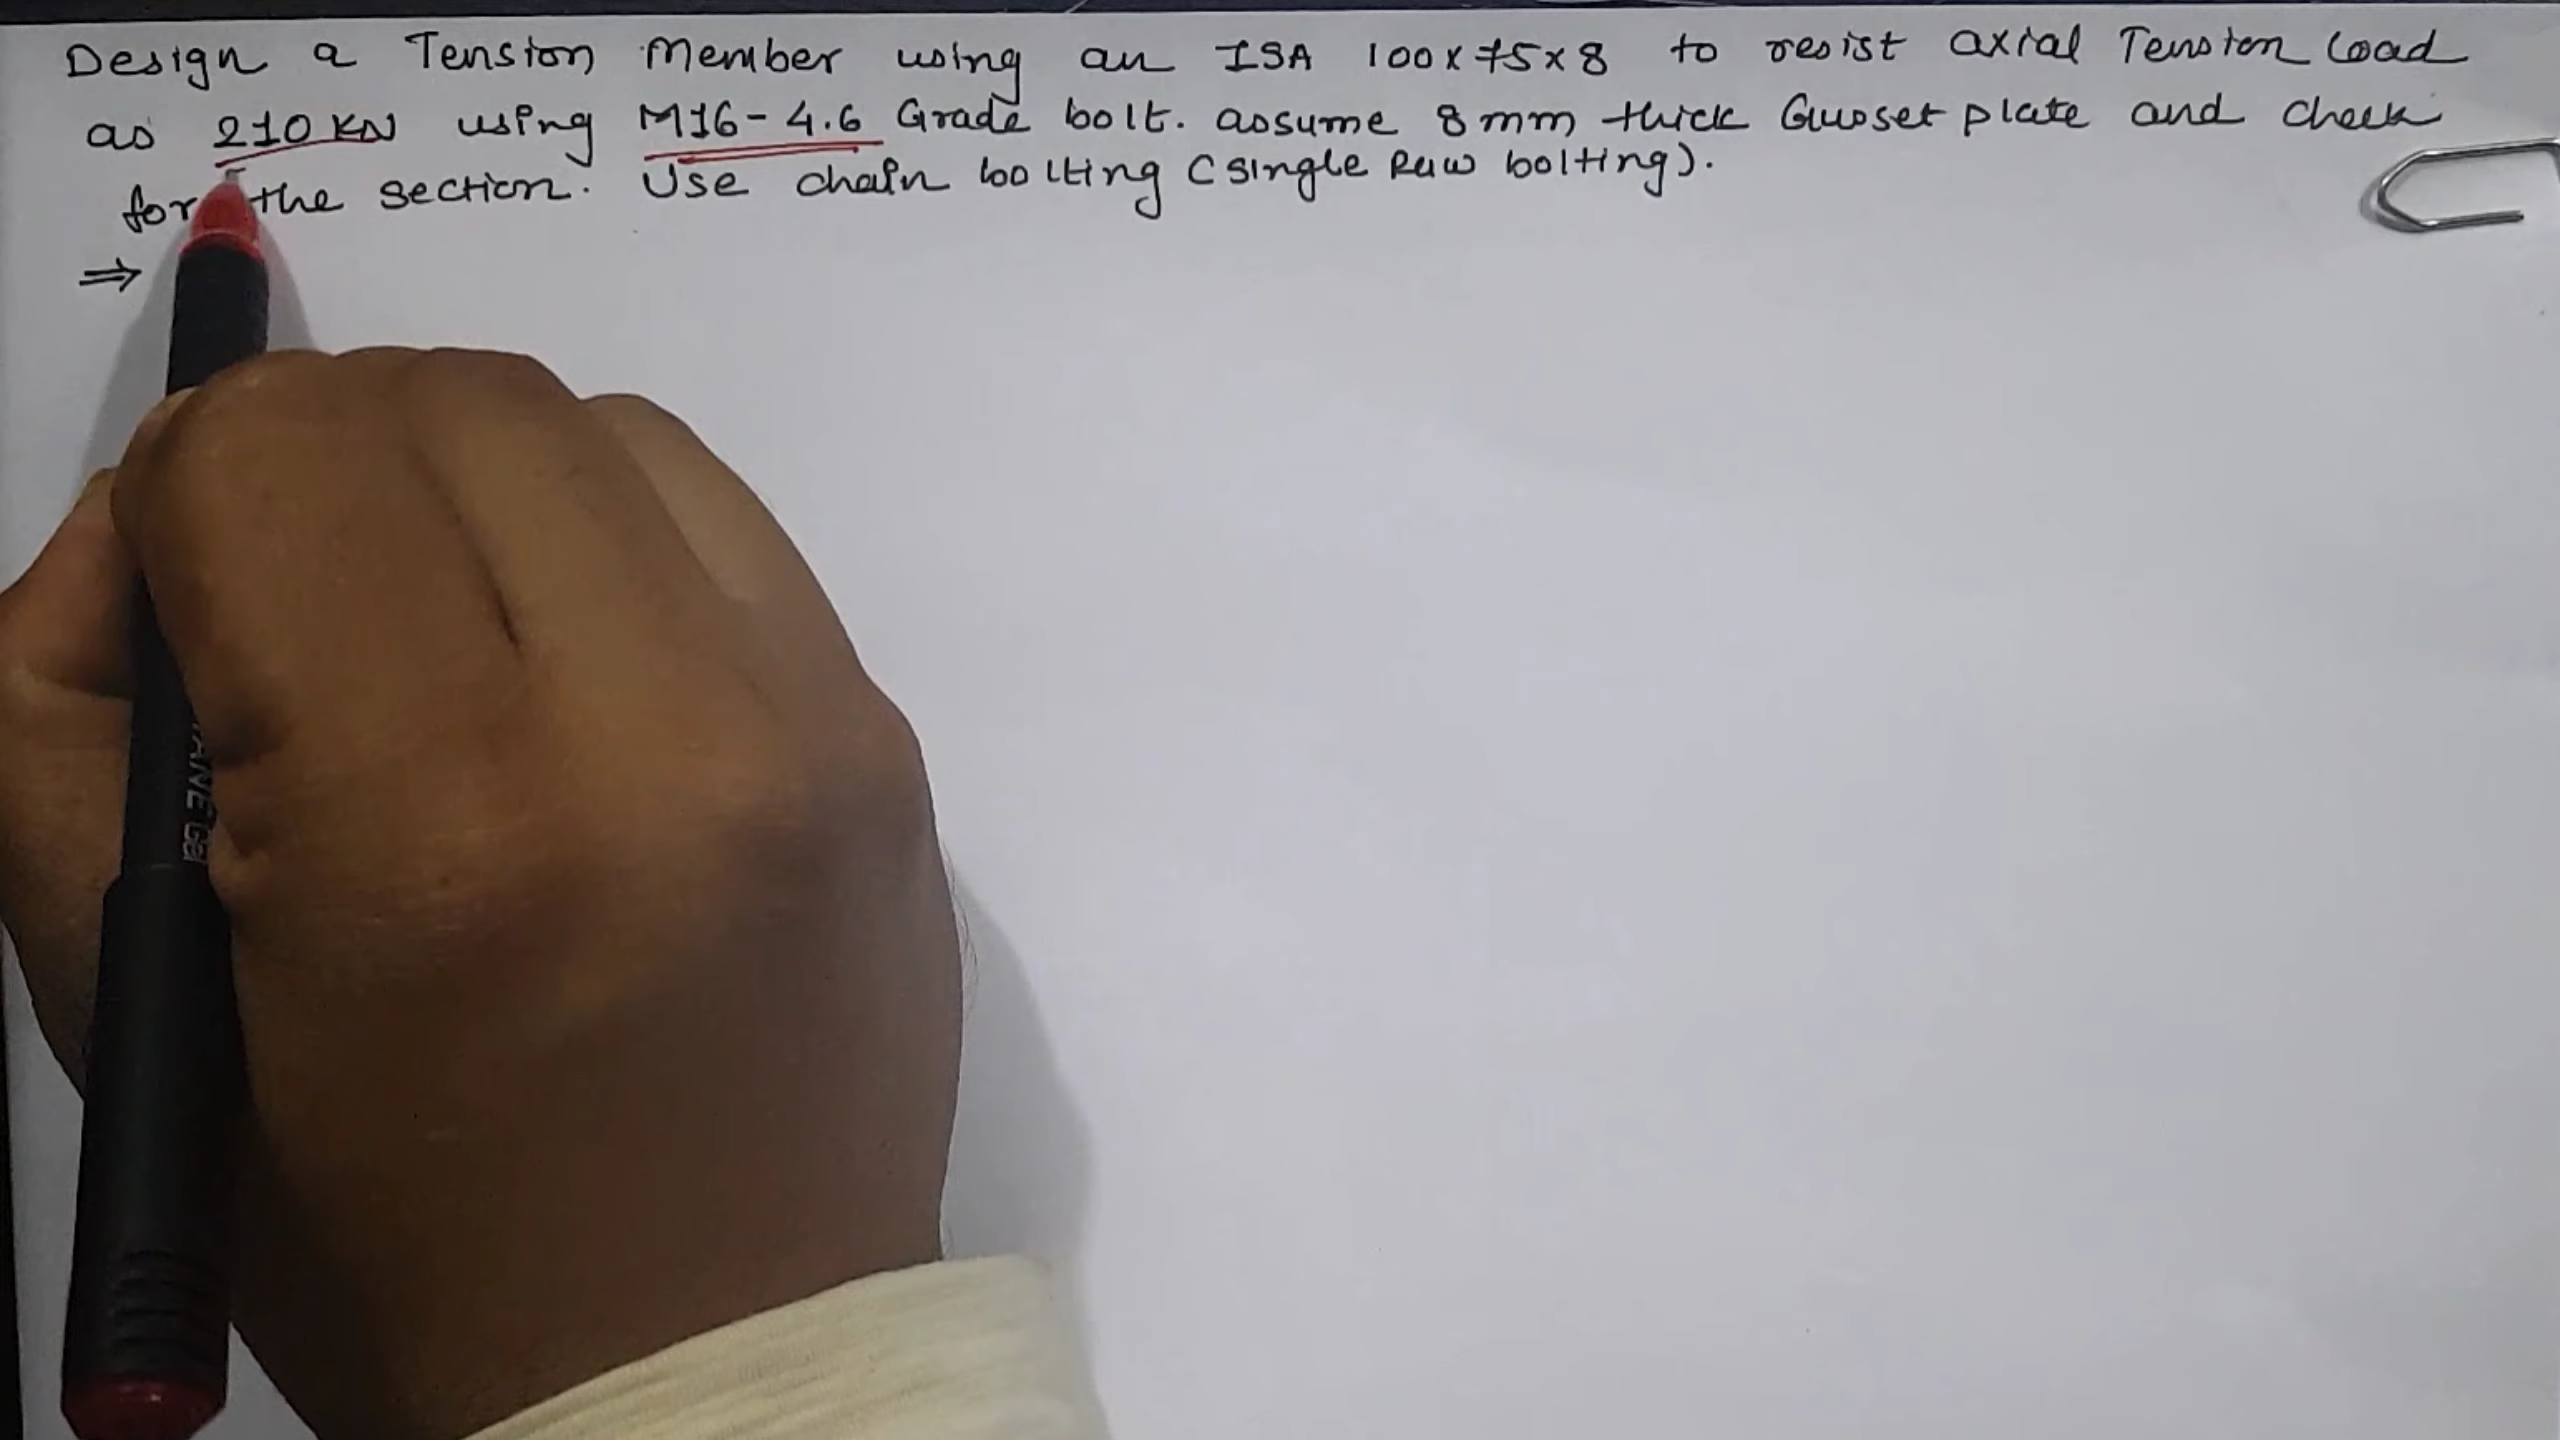 Design a Tension Member using an ISA 100x75x8 to resist axial Tension Load
as 210 KN using M16-4.6 Grade bolt. assume 8mm thick Gusset plate and check
for the section. Use chain bolting (single Raw bolting).
⇒